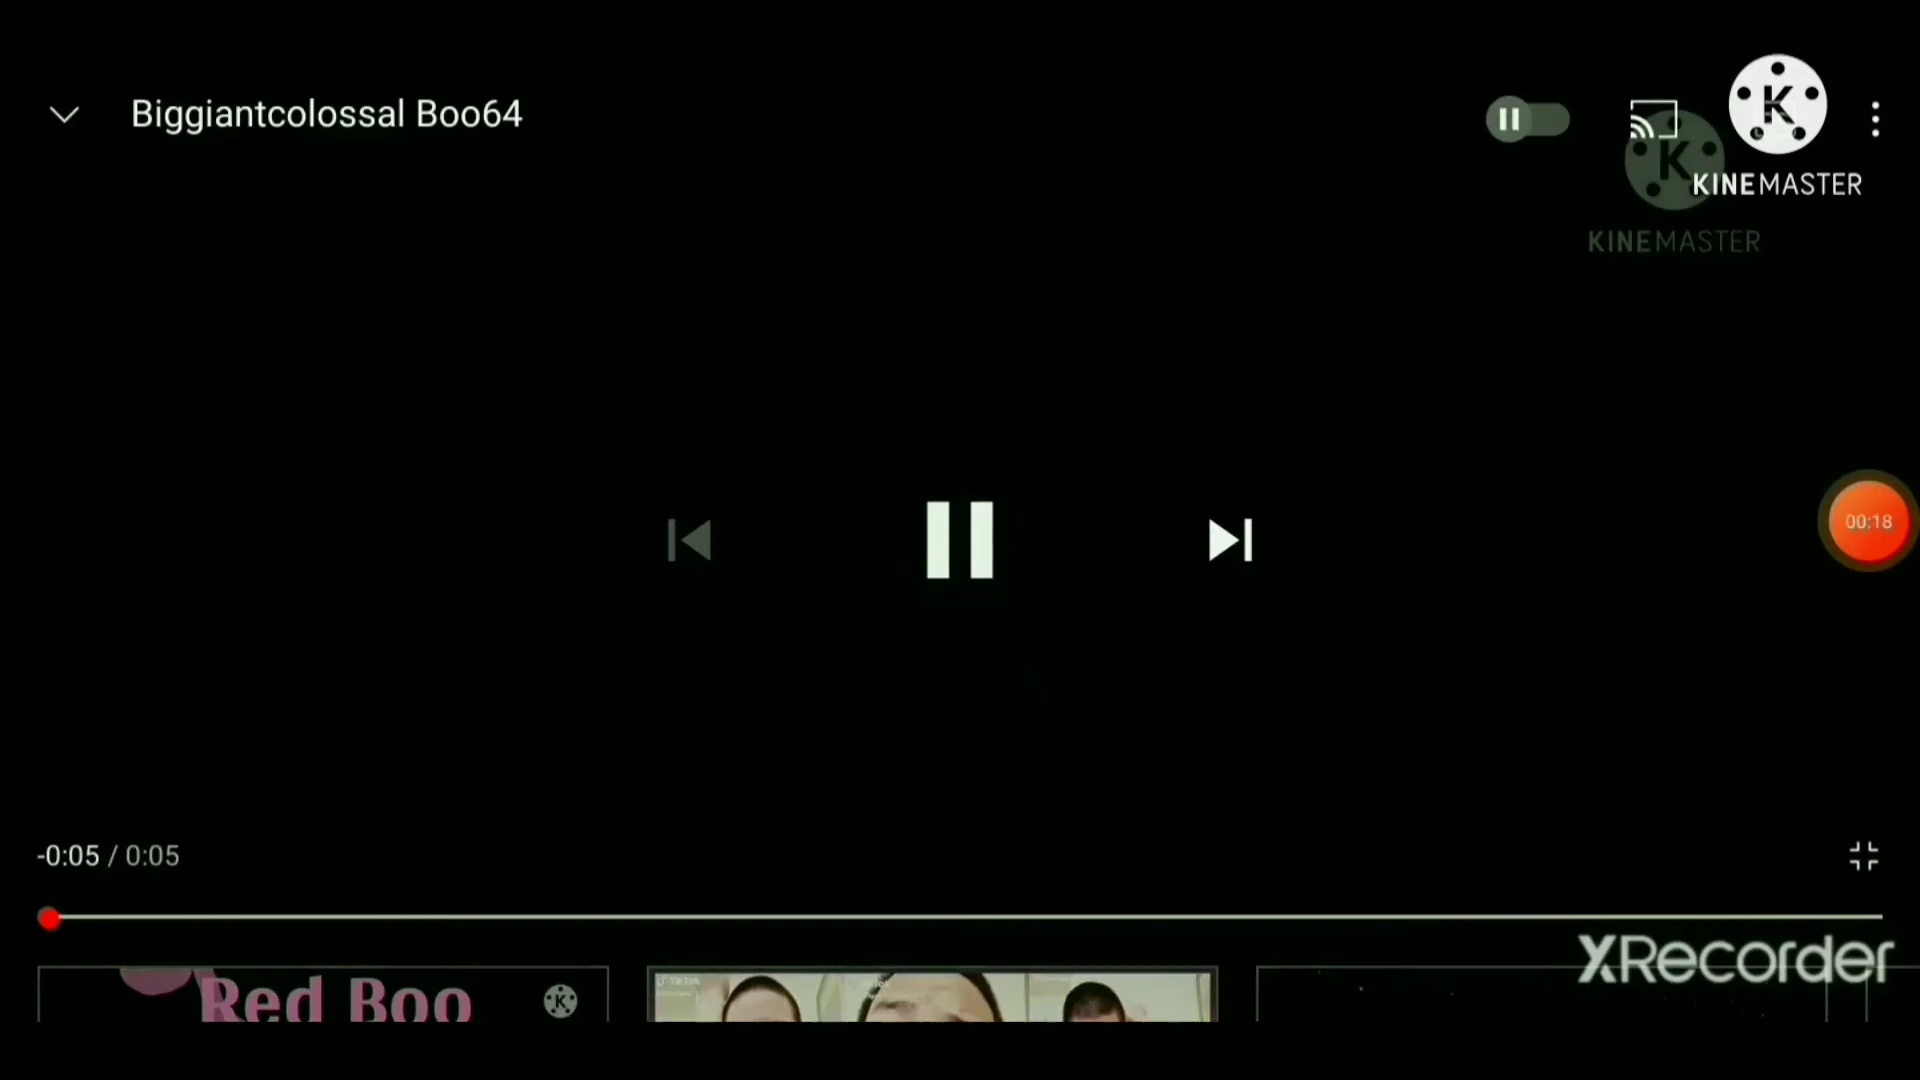 Biggiantcolossal Boo64
K
K
KINEMASTER
KINEMASTER
00:18
-0:05 / 0:05
XRecorder
Red Boo
K